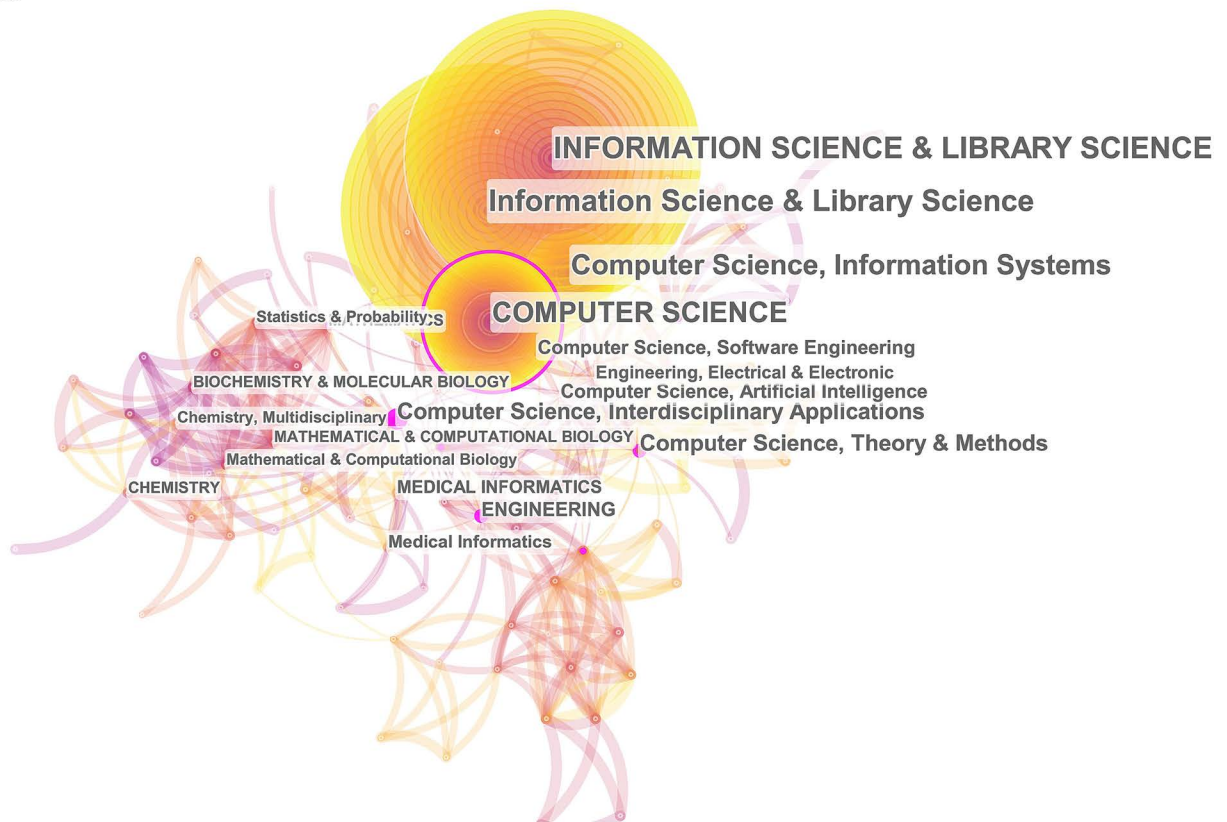 INFORMATION SCIENCE & LIBRARY SCIENCE
Information Science & Library Science
Computer Science, Information Systems
COMPUTER SCIENCE
Statistics & Probability
Computer Science, Software Engineering
Engineering, Electrical & Electronic
BIOCHEMISTRY & MOLECULAR BIOLOGY
Computer Science, Artificial Intelligence
Chemistry, Multidisciplinary
Computer Science, Interdisciplinary Applications
MATHEMATICAL & COMPUTATIONAL BIOLOGY
Computer Science, Theory & Methods
Mathematical & Computational Biology
CHEMISTRY
MEDICAL INFORMATICS
ENGINEERING
Medical Informatics